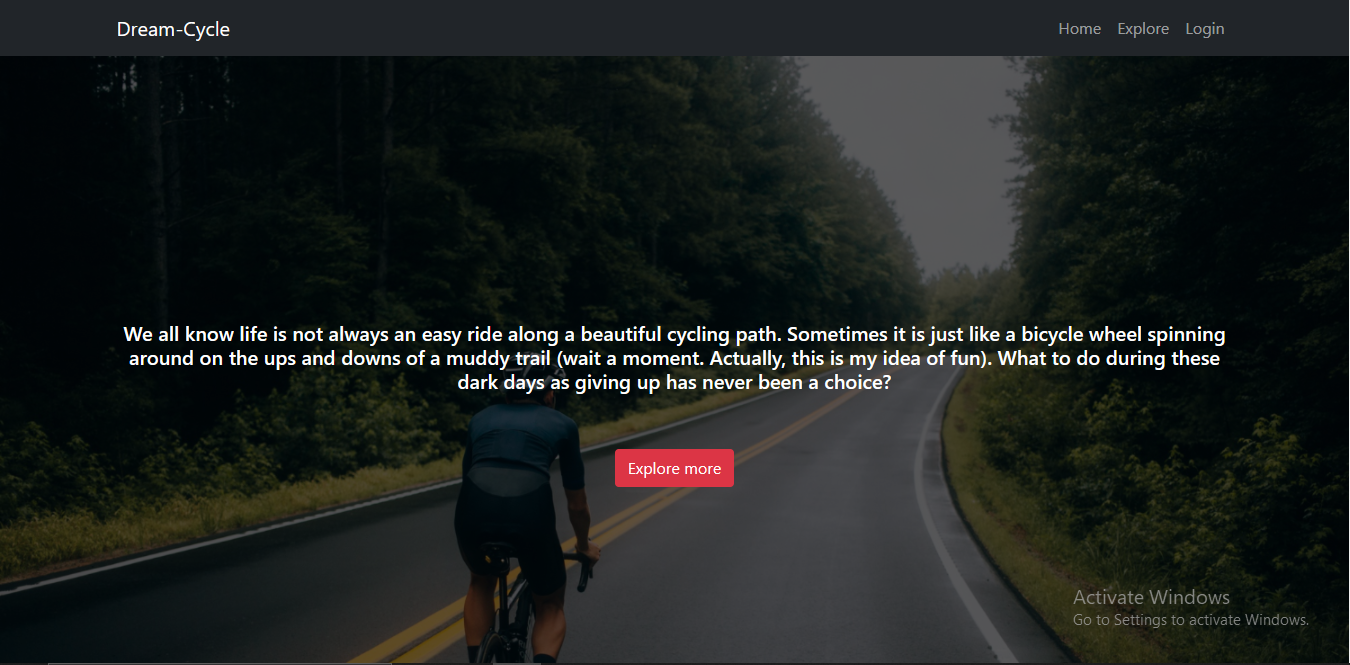 Dream-Cycle
Home Explore Login
We all know life is not always an easy ride along a beautiful cycling path. Sometimes it is just like a bicycle wheel spinning
around on the ups and downs of a muddy trail (wait a moment. Actually, this is my idea of fun). What to do during these
dark days as giving up has never been a choice?
Explore more
Activate Windows
Go to Settings to activate Windows.